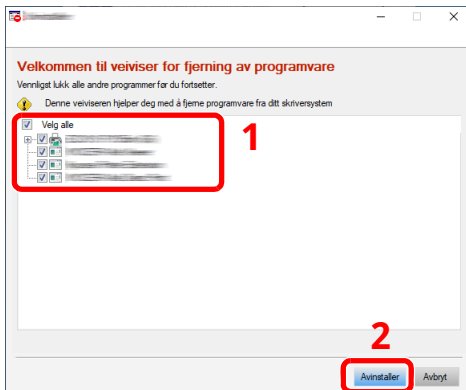 Velkommen til veiviser for fjerning av programvare
Vennligst lukk alle andre programmer før du fortsetter.
Denne veiviseren hjelper deg med å fjerne programvare fra ditt skriversystem
Velg alle
1
2
Avinstaller
Avbryt